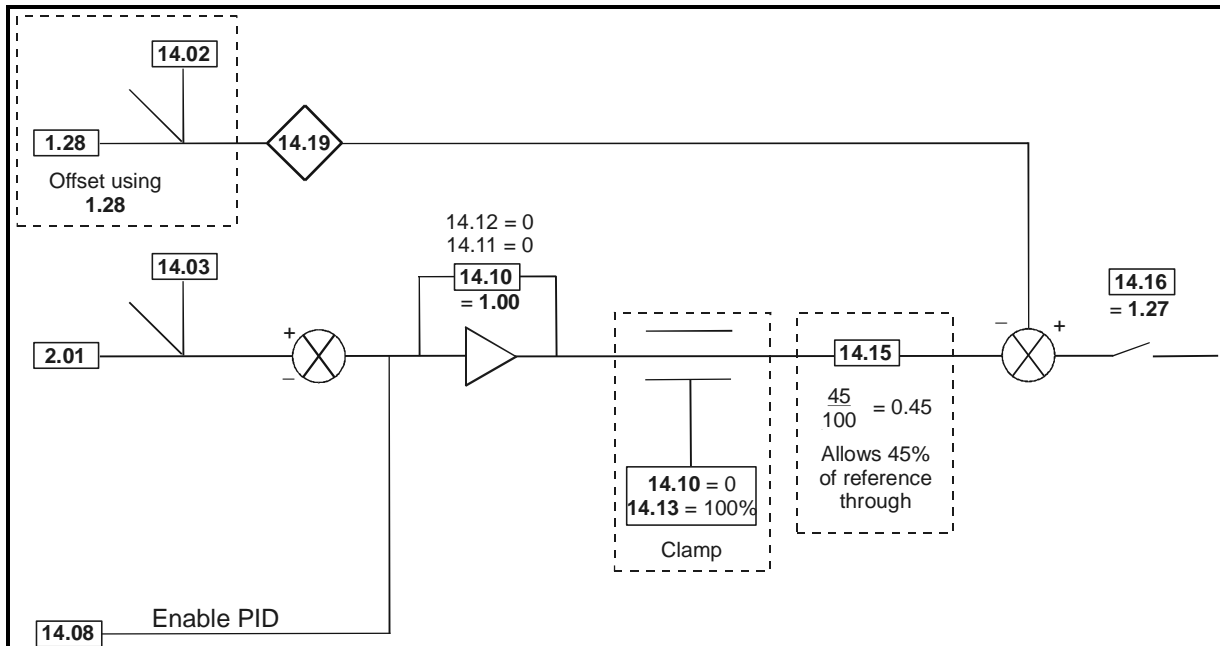 14.02
1.28
14.19
Offset using
1.28
14.12 = 0
14.11 = 0
14.10
= 1.00
14.03
2.01
+
−
14.10 = 0
14.13 = 100%
Clamp
14.15
45
100
= 0.45
Allows 45%
of reference
through
−
+
14.16
= 1.27
14.08
Enable PID